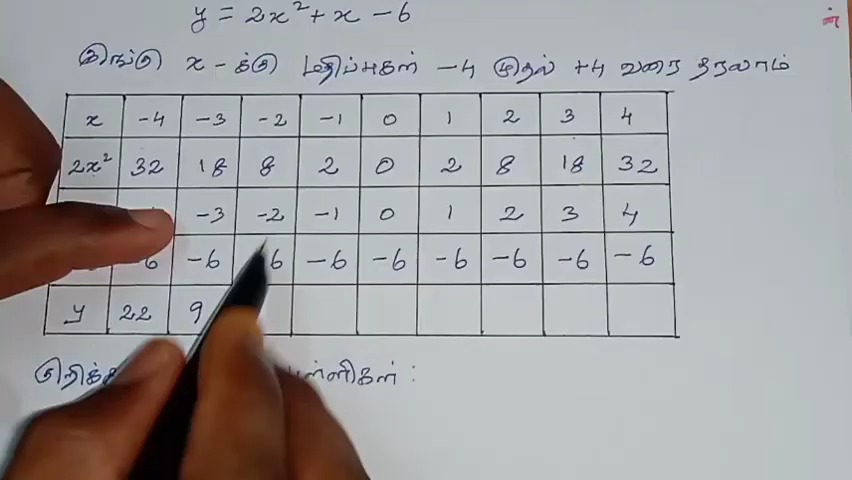 y = 2x² + x - 6
ன்
இங்கு x - க்கு மதிப்புகள் -4 முதல் +4 வரை தரலாம்
x -4 -3 -2 -1 0 1 2 3 4
2x² 32 18 8 2 0 2 8 18 32
-3 -2 -1 0 1 2 3 4
6 -6 6 -6 -6 -6 -6 -6 -6
y 22 9
புள்ளிகள் :